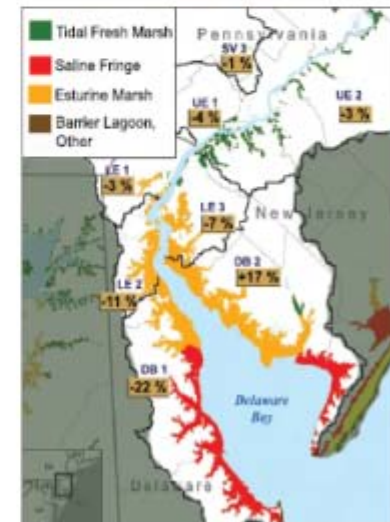 Tidal Fresh Marsh
Saline Fringe
Esturine Marsh
Barrier Lagoon,
Other
Pennsylvania
SV 3
-1 %
UE 1
-4 %
UE 2
-3 %
LE 1
-3 %
LE 3
-7 %
New Jersey
DB 2
+17 %
LE 2
-11 %
DB 1
-22 %
Delaware
Bay
Delaware